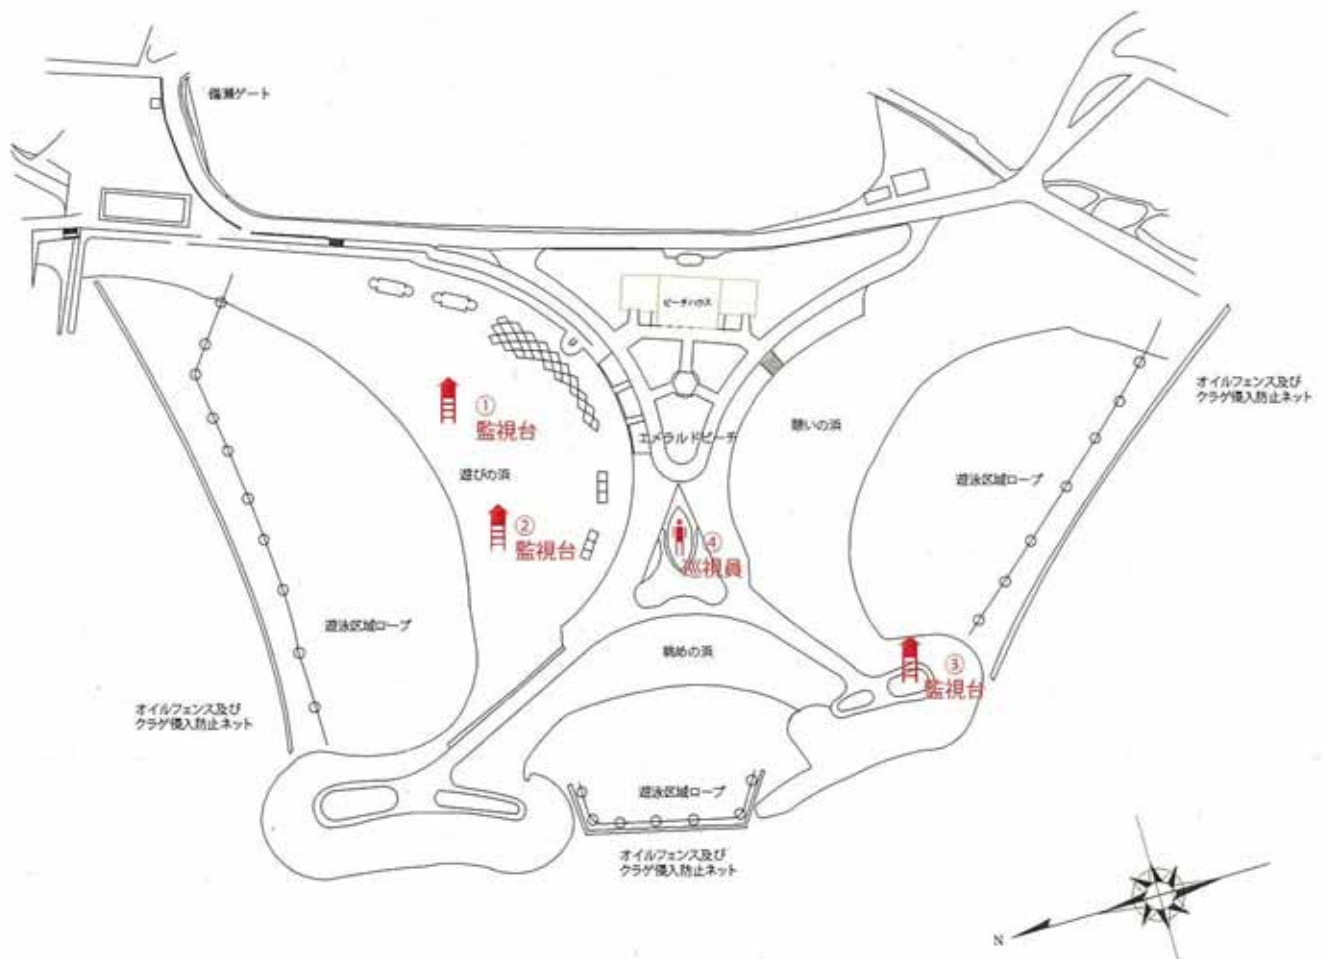 備瀬ゲート
ビーチハウス
オイルフェンス及び
クラゲ侵入防止ネット
①
監視台
エメラルドビーチ
憩いの浜
遊びの浜
遊泳区域ロープ
②
監視台
④
巡視員
遊泳区域ロープ
眺めの浜
③
監視台
オイルフェンス及び
クラゲ侵入防止ネット
遊泳区域ロープ
オイルフェンス及び
クラゲ侵入防止ネット
N